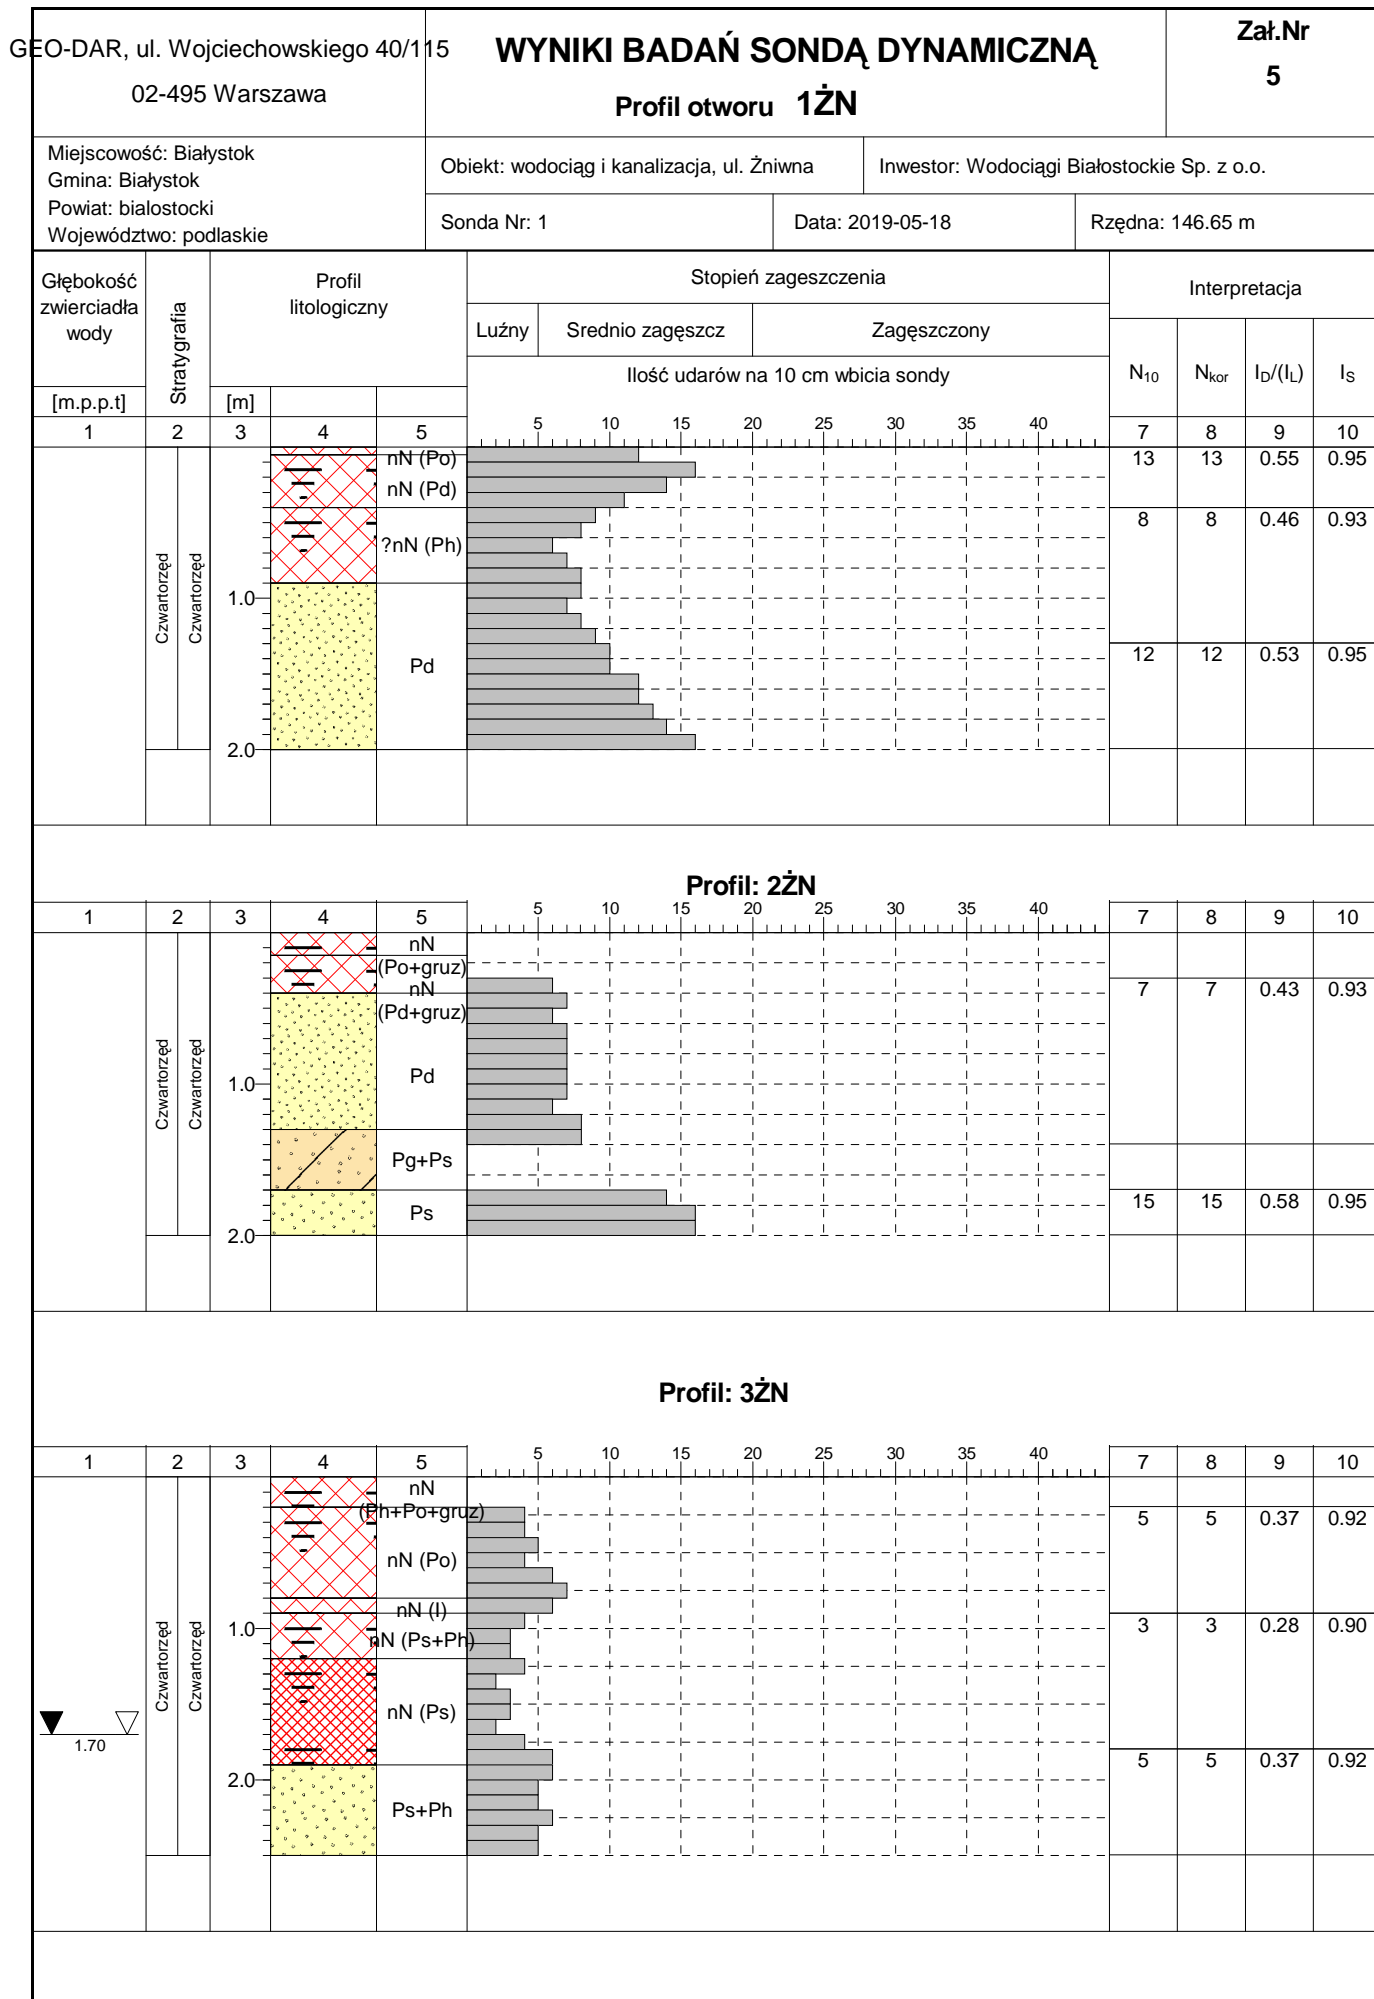 GEO-DAR, ul. Wojciechowskiego 40/115
02-495 Warszawa
WYNIKI BADAŃ SONDĄ DYNAMICZNĄ
Profil otworu 1ŻN
Zał.Nr
5
Miejscowość: Białystok
Gmina: Białystok
Powiat: bialostocki
Województwo: podlaskie
Obiekt: wodociąg i kanalizacja, ul. Żniwna
Inwestor: Wodociągi Białostockie Sp. z o.o.
Sonda Nr: 1
Data: 2019-05-18
Rzędna: 146.65 m
Głębokość
zwierciadła
wody
[m.p.p.t]
Stratygrafia
Profil
litologiczny
[m]
Stopień zageszczenia
Luźny
Srednio zagęszcz
Zagęszczony
Ilość udarów na 10 cm wbicia sondy
Interpretacja
N10 Nkor ID/(IL) IS
1 2 3 4 5 5 10 15 20 25 30 35 40 7 8 9 10
nN (Po)
nN (Pd)
?nN (Ph)
Pd
Czwartorzęd
Czwartorzęd
1.0
2.0
13 13 0.55 0.95
8 8 0.46 0.93
12 12 0.53 0.95
Profil: 2ŻN
1 2 3 4 5 5 10 15 20 25 30 35 40 7 8 9 10
nN
(Po+gruz)
nN
(Pd+gruz)
Pd
Pg+Ps
Ps
Czwartorzęd
Czwartorzęd
1.0
2.0
7 7 0.43 0.93
15 15 0.58 0.95
Profil: 3ŻN
1 2 3 4 5 5 10 15 20 25 30 35 40 7 8 9 10
nN
(Ph+Po+gruz)
nN (Po)
nN (I)
nN (Ps+Ph)
nN (Ps)
Ps+Ph
Czwartorzęd
Czwartorzęd
1.0
2.0
1.70
5 5 0.37 0.92
3 3 0.28 0.90
5 5 0.37 0.92